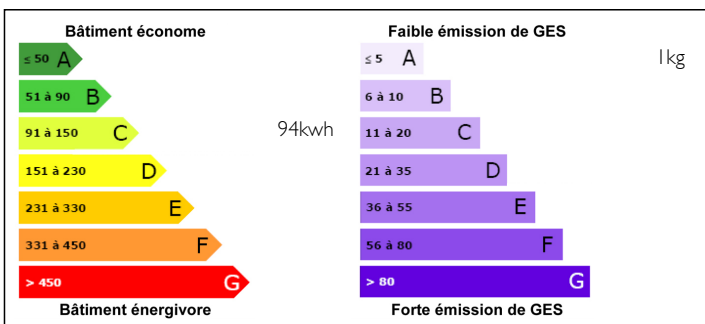 Bâtiment économe
≤ 50 A
51 à 90 B
91 à 150 C
151 à 230 D
231 à 330 E
331 à 450 F
> 450 G
Bâtiment énergivore
94kwh
Faible émission de GES
≤ 5 A
6 à 10 B
11 à 20 C
21 à 35 D
36 à 55 E
56 à 80 F
> 80 G
Forte émission de GES
1kg